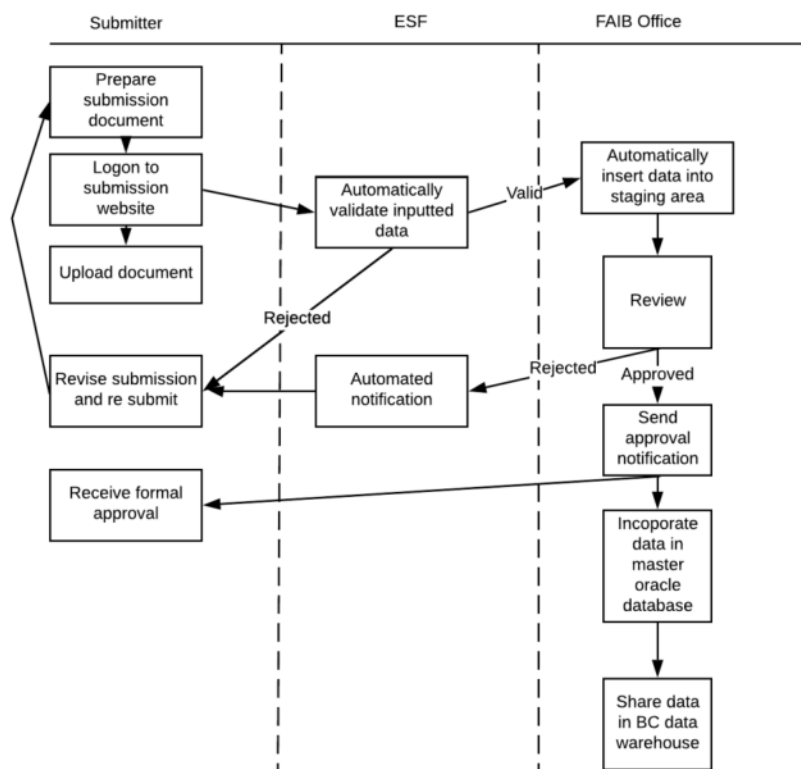 Submitter
ESF
FAIB Office
Prepare
submission
document
Logon to
submission
website
Upload document
Automatically
validate inputted
data
Valid
Automatically
insert data into
staging area
Review
Rejected
Rejected
Approved
Revise submission
and re submit
Automated
notification
Send
approval
notification
Receive formal
approval
Incoporate
data in
master
oracle
database
Share data
in BC data
warehouse